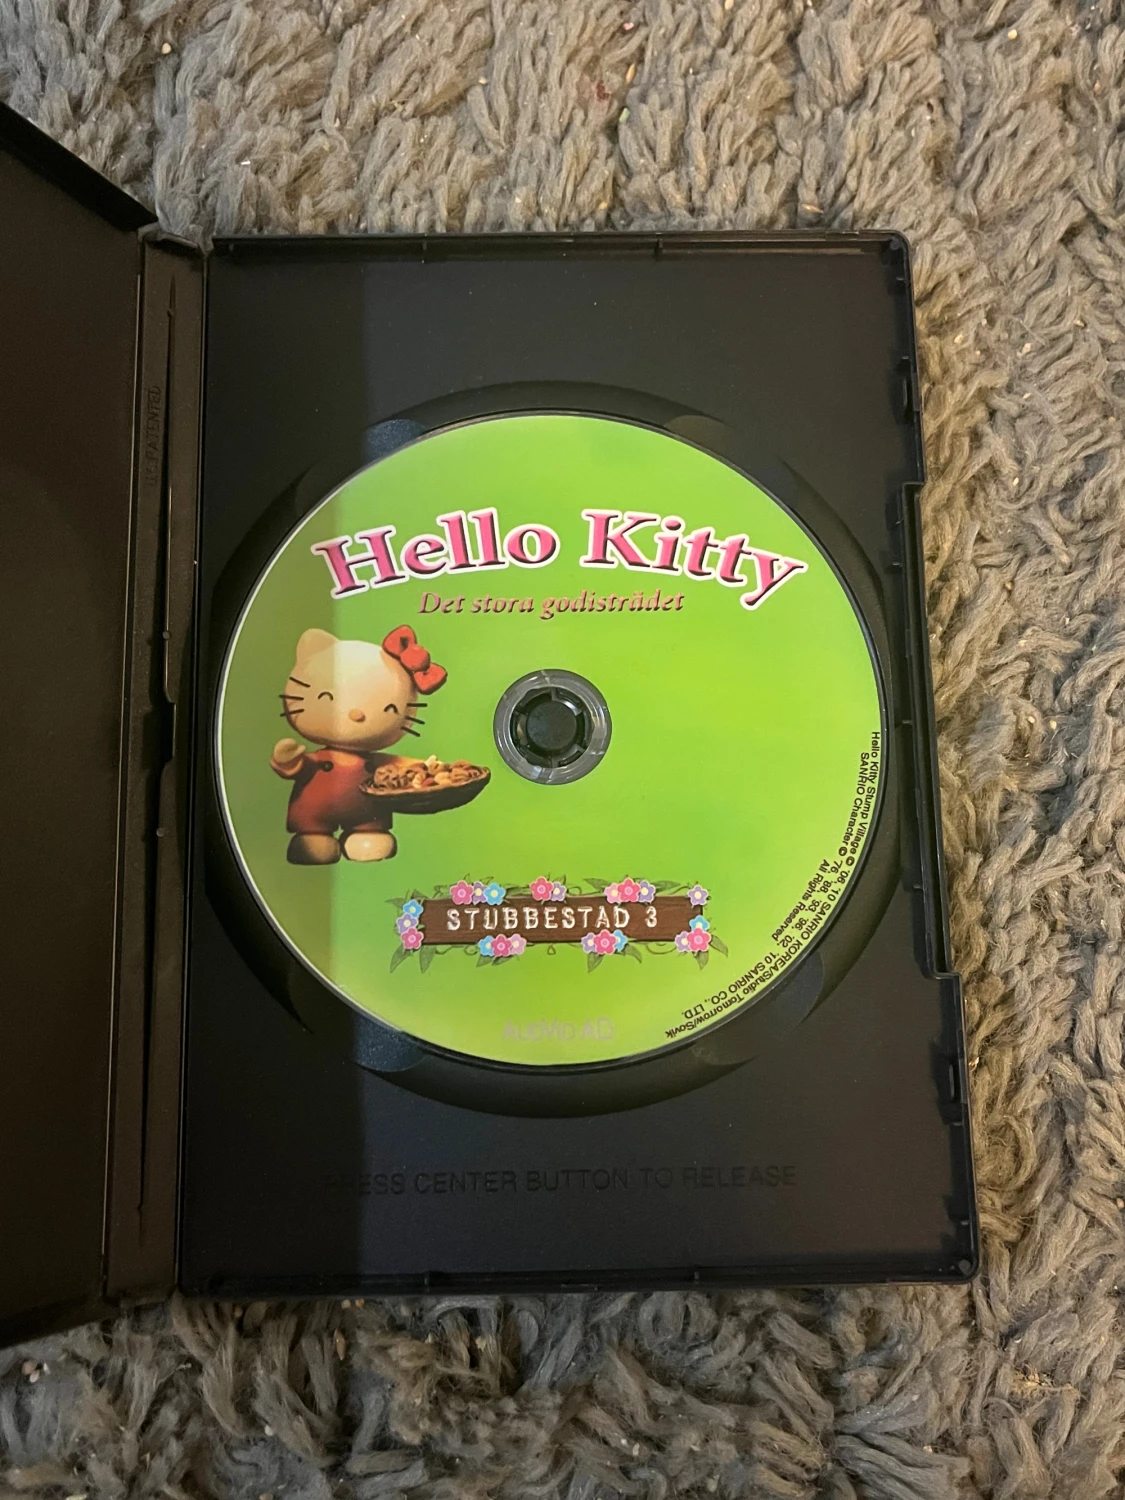 Hello Kitty
Det stora godisträdet
STUBBESTAD 3
Hello Kitty Stump Village © '06, '10 SANRIO KOREA/Studio Tomorrow/Sovik
SANRIO Character © '76, '88, '93, '96, '02, '10 SANRIO CO., LTD.
All Rights Reserved
PRESS CENTER BUTTON TO RELEASE